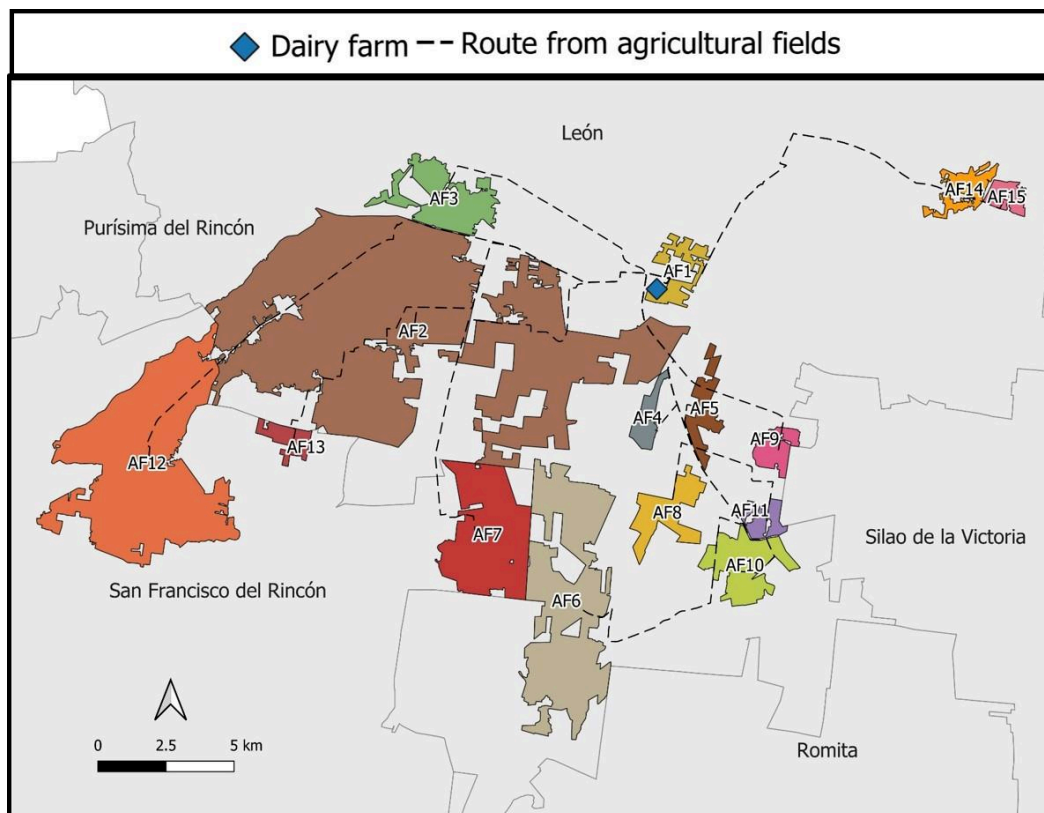 Dairy farm Route from agricultural fields
León
AF14
AF15
AF3
Purísima del Rincón
AF1
AF2
AF4
AF5
AF9
AF13
AF12
AF11
AF8
AF7
Silao de la Victoria
AF10
San Francisco del Rincón
AF6
0 2.5 5 km
Romita